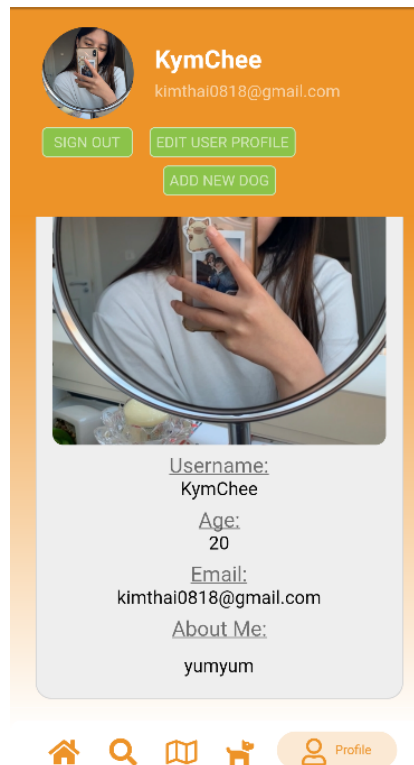 KymChee
kimthai0818@gmail.com
SIGN OUT
EDIT USER PROFILE
ADD NEW DOG
Username:
KymChee
Age:
20
Email:
kimthai0818@gmail.com
About Me:
yumyum
Profile